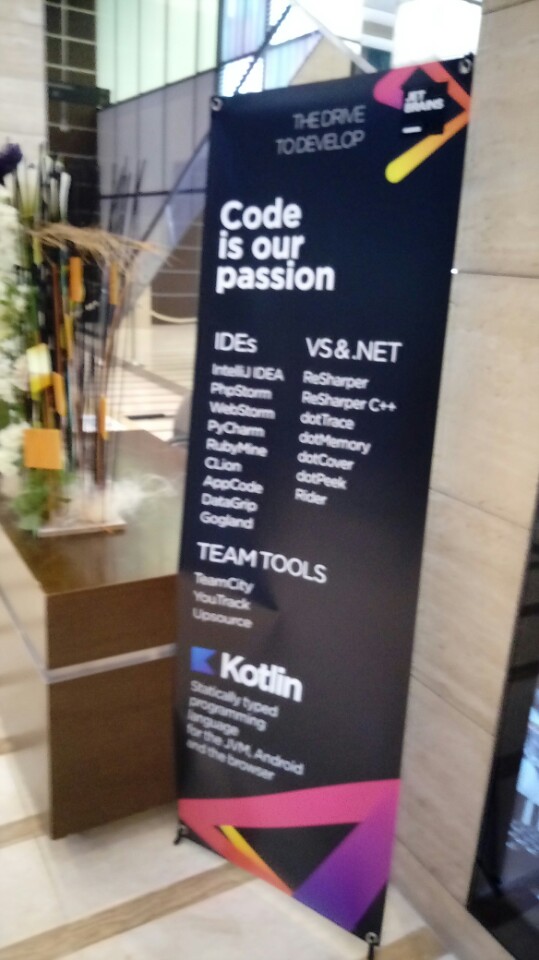 THE DRIVE
TO DEVELOP
JET
BRAINS
Code
is our
passion
IDEs
IntelliJ IDEA
PhpStorm
WebStorm
PyCharm
RubyMine
CLion
AppCode
DataGrip
Gogland
VS & .NET
ReSharper
ReSharper C++
dotTrace
dotMemory
dotCover
dotPeek
Rider
TEAM TOOLS
TeamCity
YouTrack
Upsource
Kotlin
Statically typed
programming
language
for the JVM, Android
and the browser